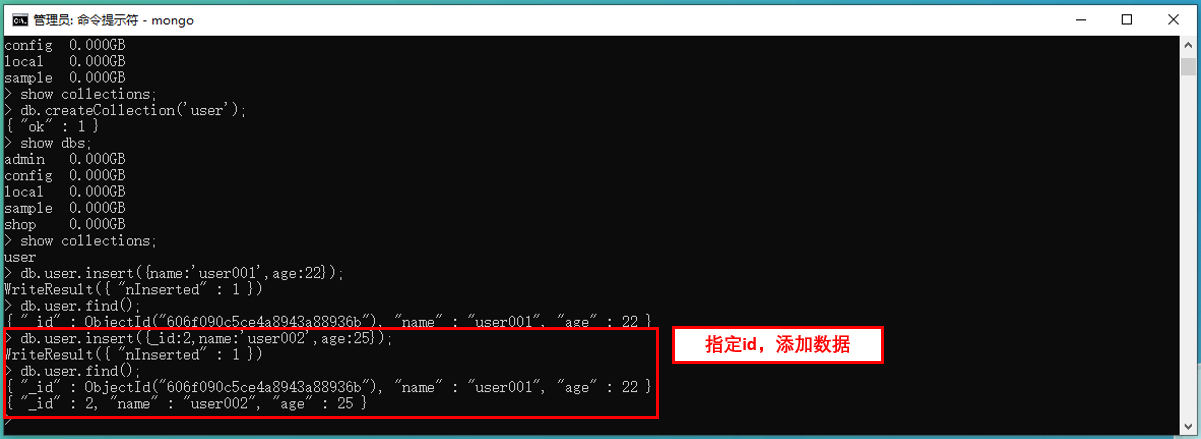 管理员: 命令提示符 - mongo
config  0.000GB
local   0.000GB
sample  0.000GB
> show collections;
> db.createCollection('user');
{ "ok" : 1 }
> show dbs;
admin   0.000GB
config  0.000GB
local   0.000GB
sample  0.000GB
shop    0.000GB
> show collections;
user
> db.user.insert({name:'user001',age:22});
WriteResult({ "nInserted" : 1 })
> db.user.find();
{ "_id" : ObjectId("606f090c5ce4a8943a88936b"), "name" : "user001", "age" : 22 }
> db.user.insert({_id:2,name:'user002',age:25});
WriteResult({ "nInserted" : 1 })
> db.user.find();
{ "_id" : ObjectId("606f090c5ce4a8943a88936b"), "name" : "user001", "age" : 22 }
{ "_id" : 2, "name" : "user002", "age" : 25 }
>
指定id，添加数据